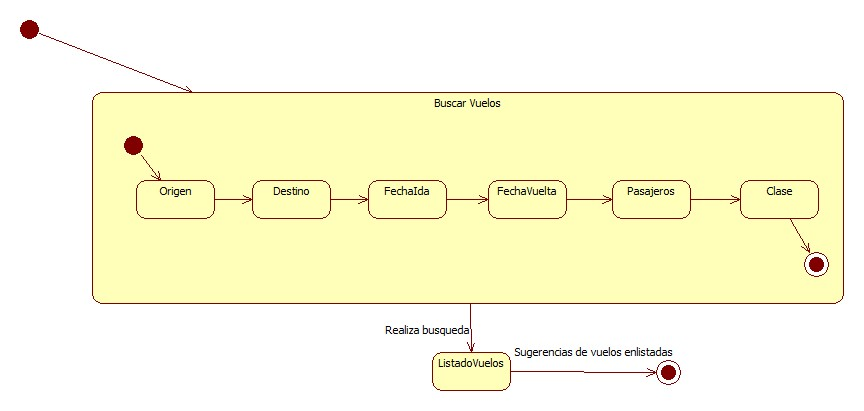 Buscar Vuelos
Origen
Destino
FechaIda
FechaVuelta
Pasajeros
Clase
Realiza busqueda
ListadoVuelos
Sugerencias de vuelos enlistadas